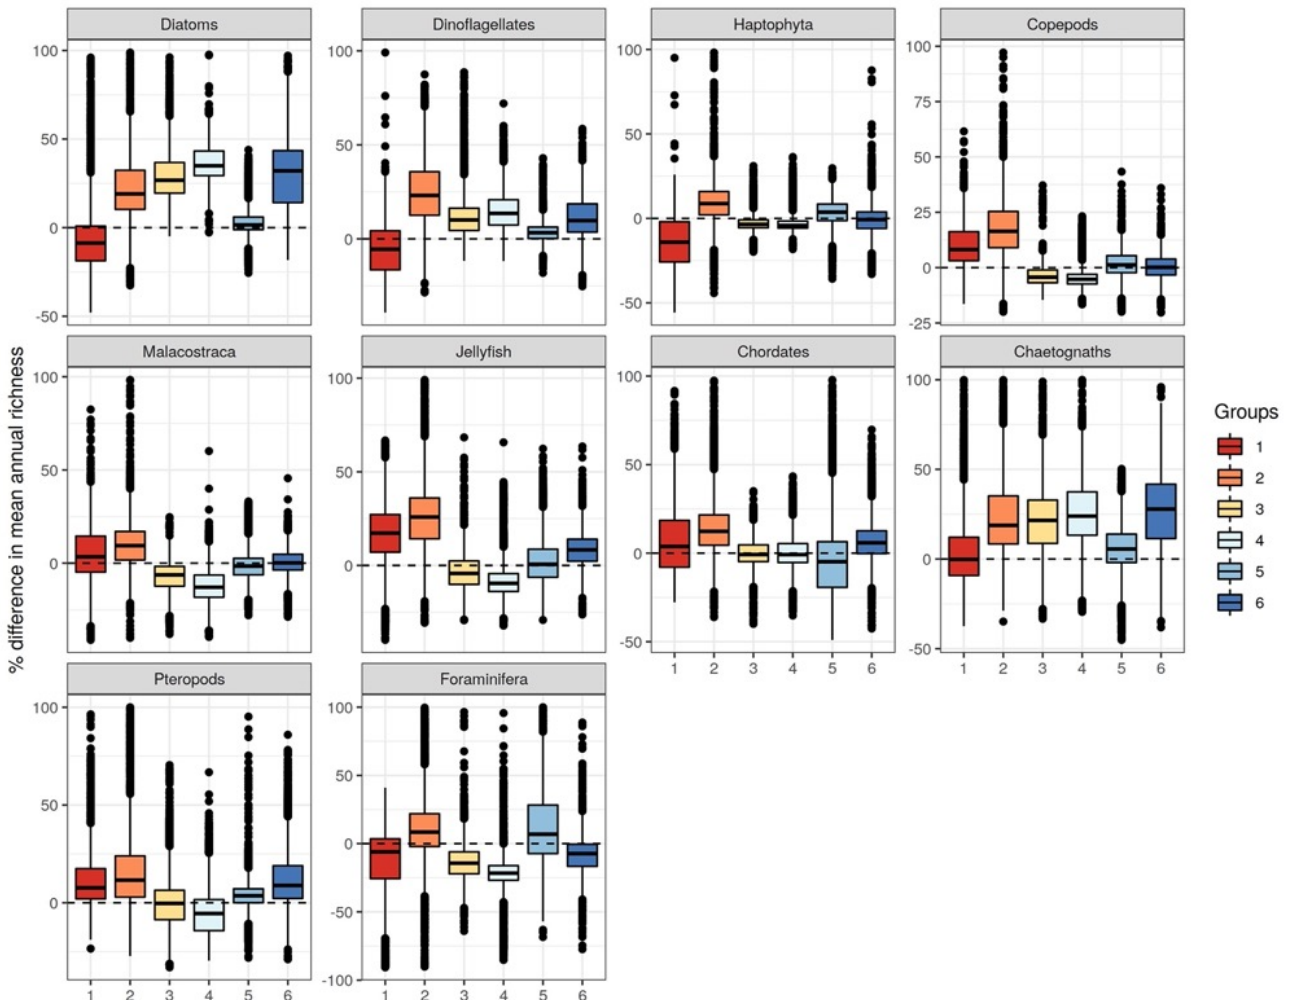 Diatoms
Dinoflagellates
Haptophyta
Copepods
100
50
0
-50
100
50
0
100
50
0
-50
100
75
50
25
0
-25
Malacostraca
Jellyfish
Chordates
Chaetognaths
100
50
0
100
50
0
100
50
0
-50
100
50
0
-50
1 2 3 4 5 6
1 2 3 4 5 6
Pteropods
Foraminifera
100
50
0
100
50
0
-50
-100
1 2 3 4 5 6
1 2 3 4 5 6
% difference in mean annual richness
Groups
1
2
3
4
5
6